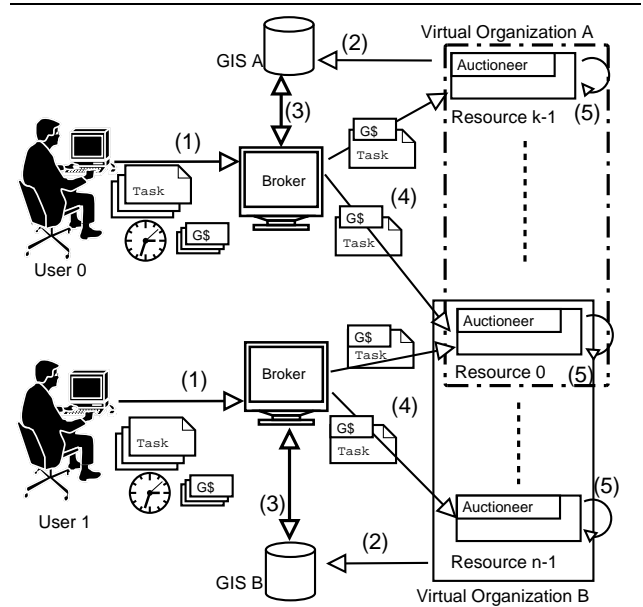 Virtual Organization A
(2)
GIS A
Auctioneer
(5)
Resource k-1
(3)
(1)
G$
Task
Broker
Task
(4)
G$
Task
G$
User 0
Auctioneer
G$
Task
(5)
Resource 0
Broker
(1)
(4)
G$
Task
Task
G$
(5)
Auctioneer
(3)
User 1
(2)
Resource n-1
GIS B
Virtual Organization B